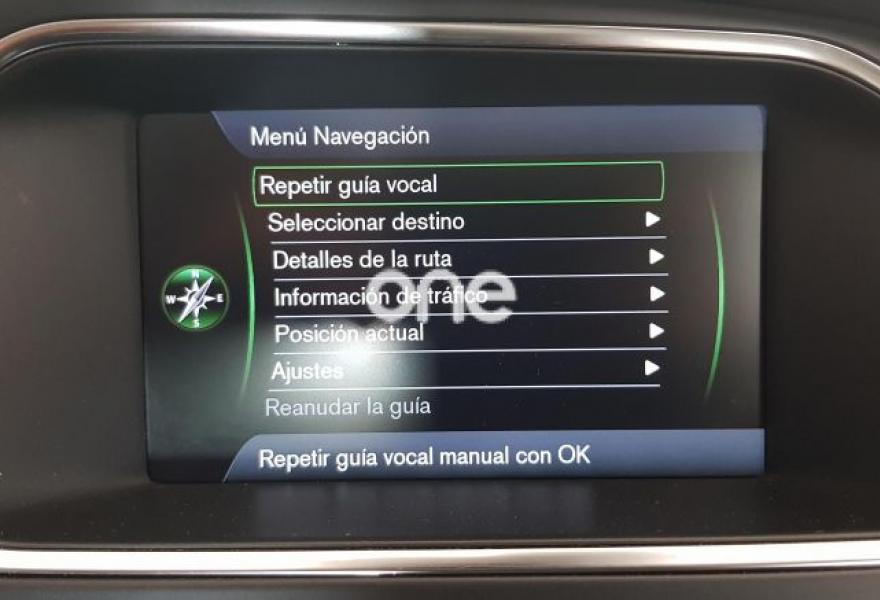 Menú Navegación
Repetir guía vocal
Seleccionar destino
Detalles de la ruta
Información de tráfico
one
Posición actual
Ajustes
Reanudar la guía
Repetir guía vocal manual con OK
N
W E
S